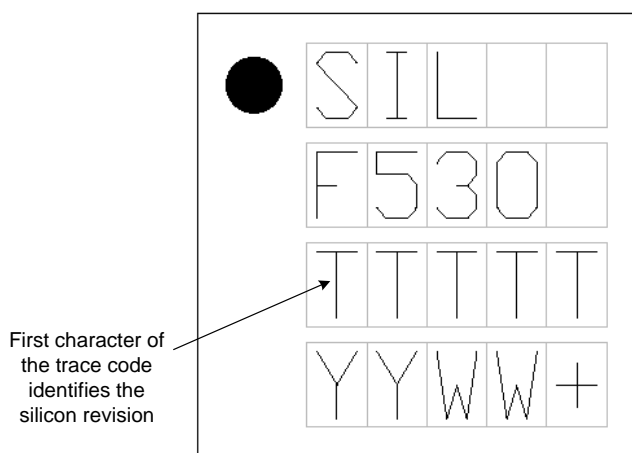 SIL
F530
TTTTT
YYWW+
First character of
the trace code
identifies the
silicon revision